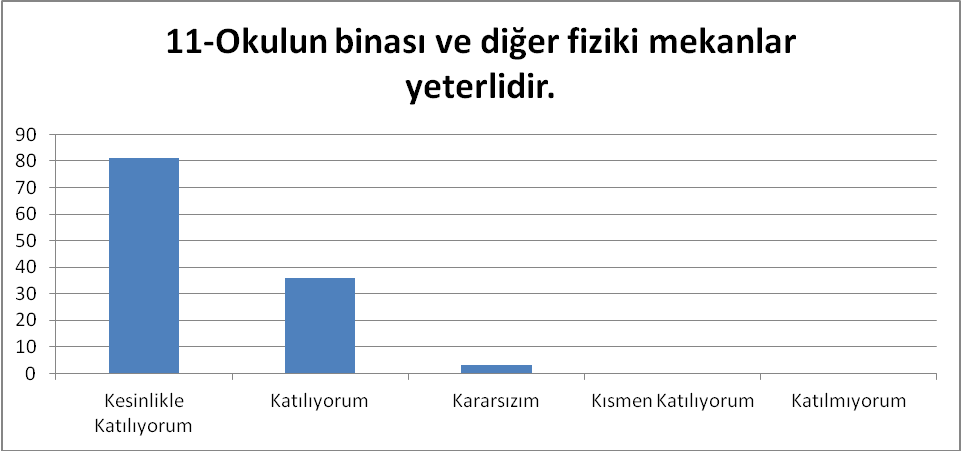 11-Okulun binası ve diğer fiziki mekanlar
yeterlidir.
90
80
70
60
50
40
30
20
10
0
Kesinlikle
Katılıyorum
Katılıyorum
Kararsızım
Kısmen Katılıyorum
Katılmıyorum